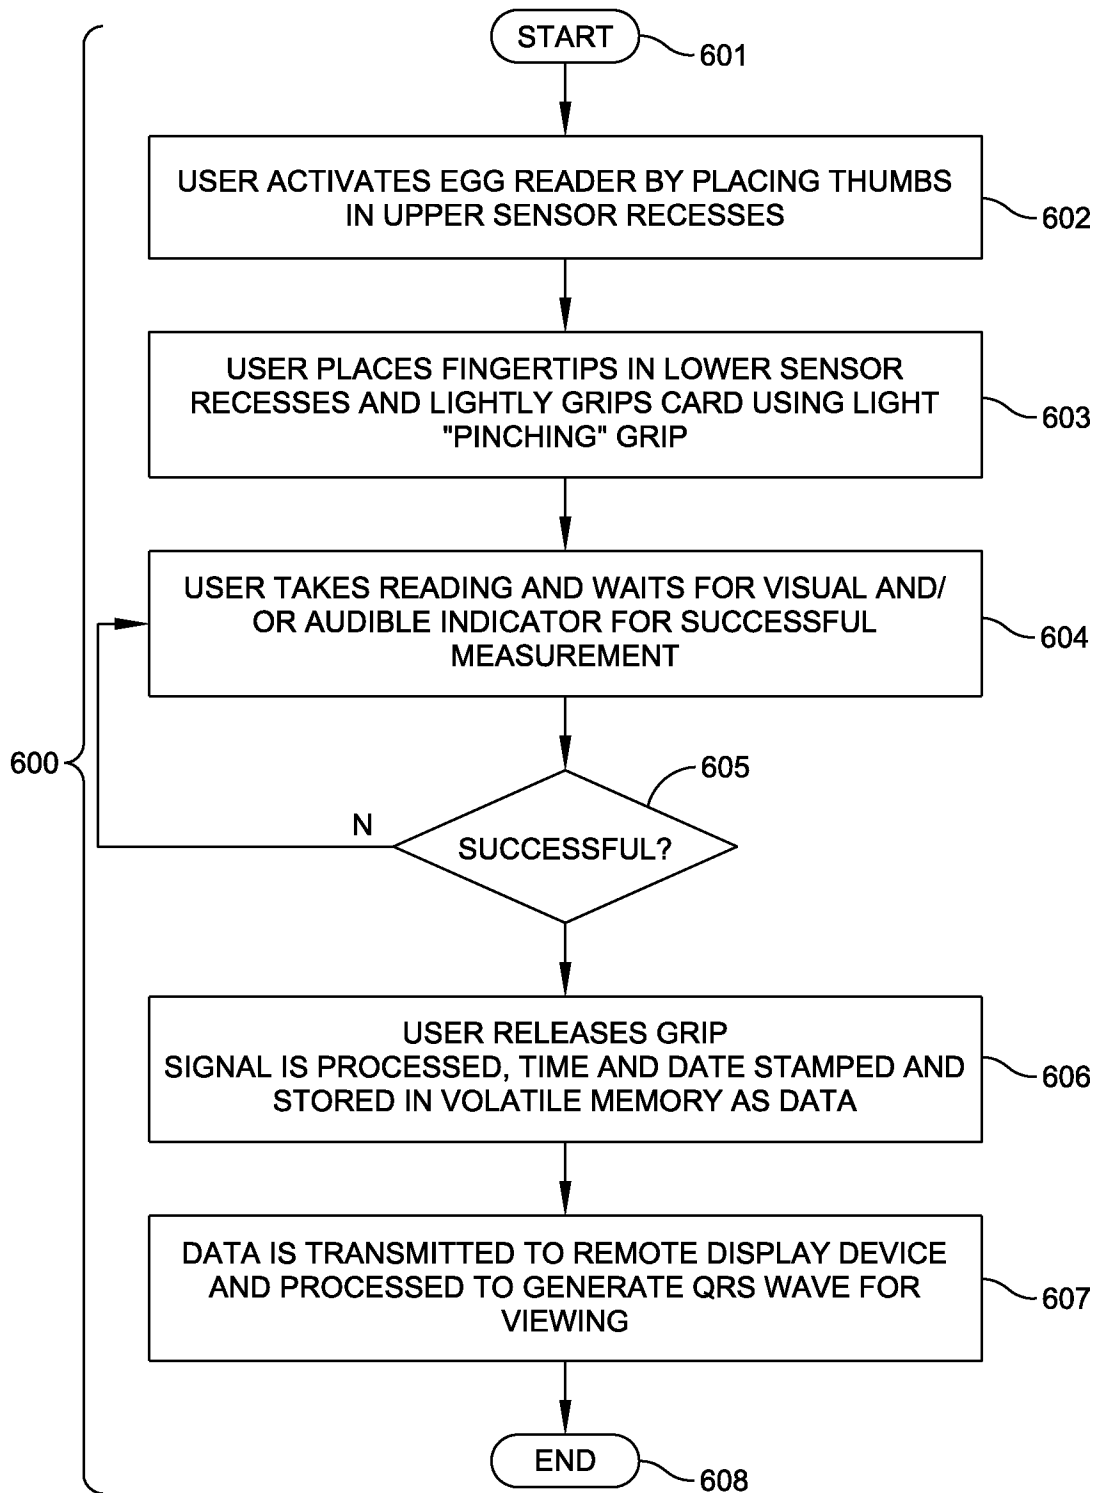 START
601
USER ACTIVATES EGG READER BY PLACING THUMBS
IN UPPER SENSOR RECESSES
602
USER PLACES FINGERTIPS IN LOWER SENSOR
RECESSES AND LIGHTLY GRIPS CARD USING LIGHT
"PINCHING" GRIP
603
USER TAKES READING AND WAITS FOR VISUAL AND/
OR AUDIBLE INDICATOR FOR SUCCESSFUL
MEASUREMENT
604
600
605
N
SUCCESSFUL?
USER RELEASES GRIP
SIGNAL IS PROCESSED, TIME AND DATE STAMPED AND
STORED IN VOLATILE MEMORY AS DATA
606
DATA IS TRANSMITTED TO REMOTE DISPLAY DEVICE
AND PROCESSED TO GENERATE QRS WAVE FOR
VIEWING
607
END
608